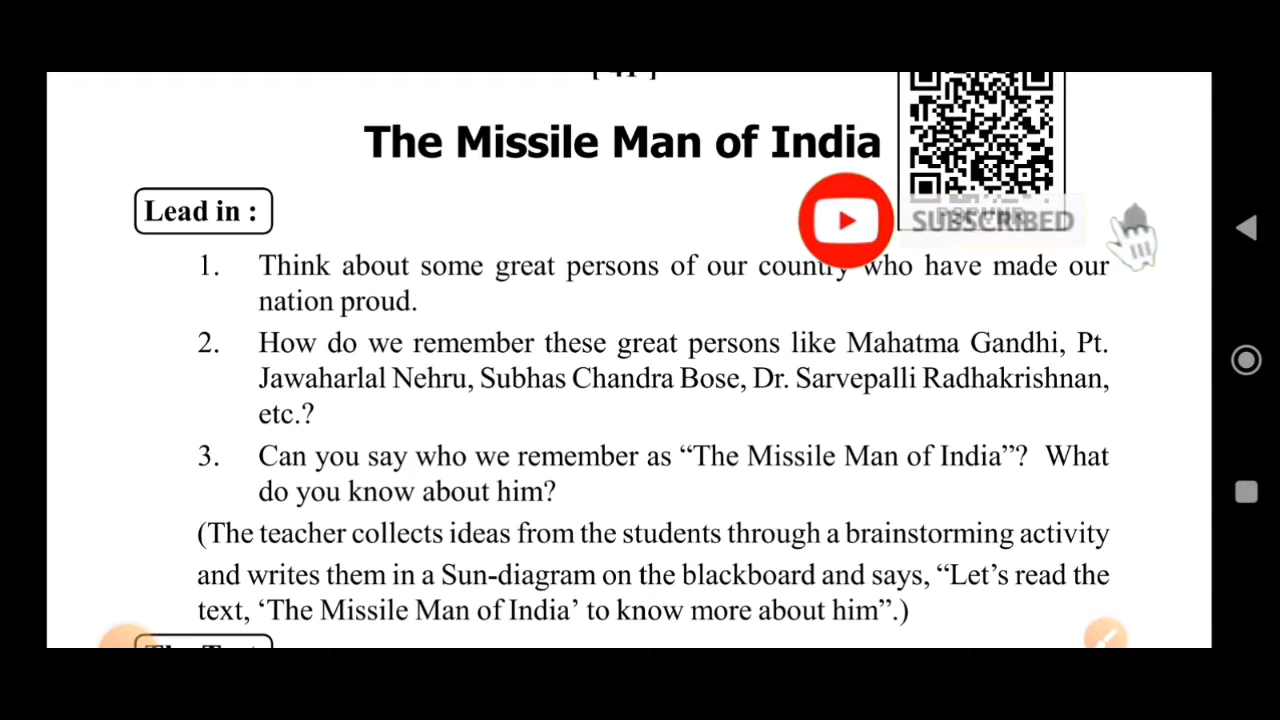 The Missile Man of India
Lead in :
SUBSCRIBED
1. Think about some great persons of our country who have made our
nation proud.
2. How do we remember these great persons like Mahatma Gandhi, Pt.
Jawaharlal Nehru, Subhas Chandra Bose, Dr. Sarvepalli Radhakrishnan,
etc.?
3. Can you say who we remember as “The Missile Man of India”? What
do you know about him?
(The teacher collects ideas from the students through a brainstorming activity
and writes them in a Sun-diagram on the blackboard and says, “Let’s read the
text, ‘The Missile Man of India’ to know more about him”.)